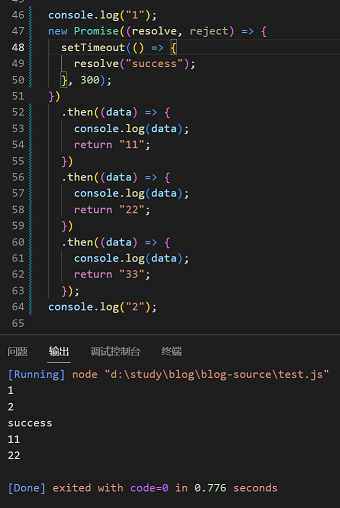 46 console.log("1");
47 new Promise((resolve, reject) => {
48   setTimeout(() => {
49     resolve("success");
50   }, 300);
51 })
52   .then((data) => {
53     console.log(data);
54     return "11";
55   })
56   .then((data) => {
57     console.log(data);
58     return "22";
59   })
60   .then((data) => {
61     console.log(data);
62     return "33";
63   });
64 console.log("2");
65
问题 输出 调试控制台 终端
[Running] node "d:\study\blog\blog-source\test.js"
1
2
success
11
22
[Done] exited with code=0 in 0.776 seconds